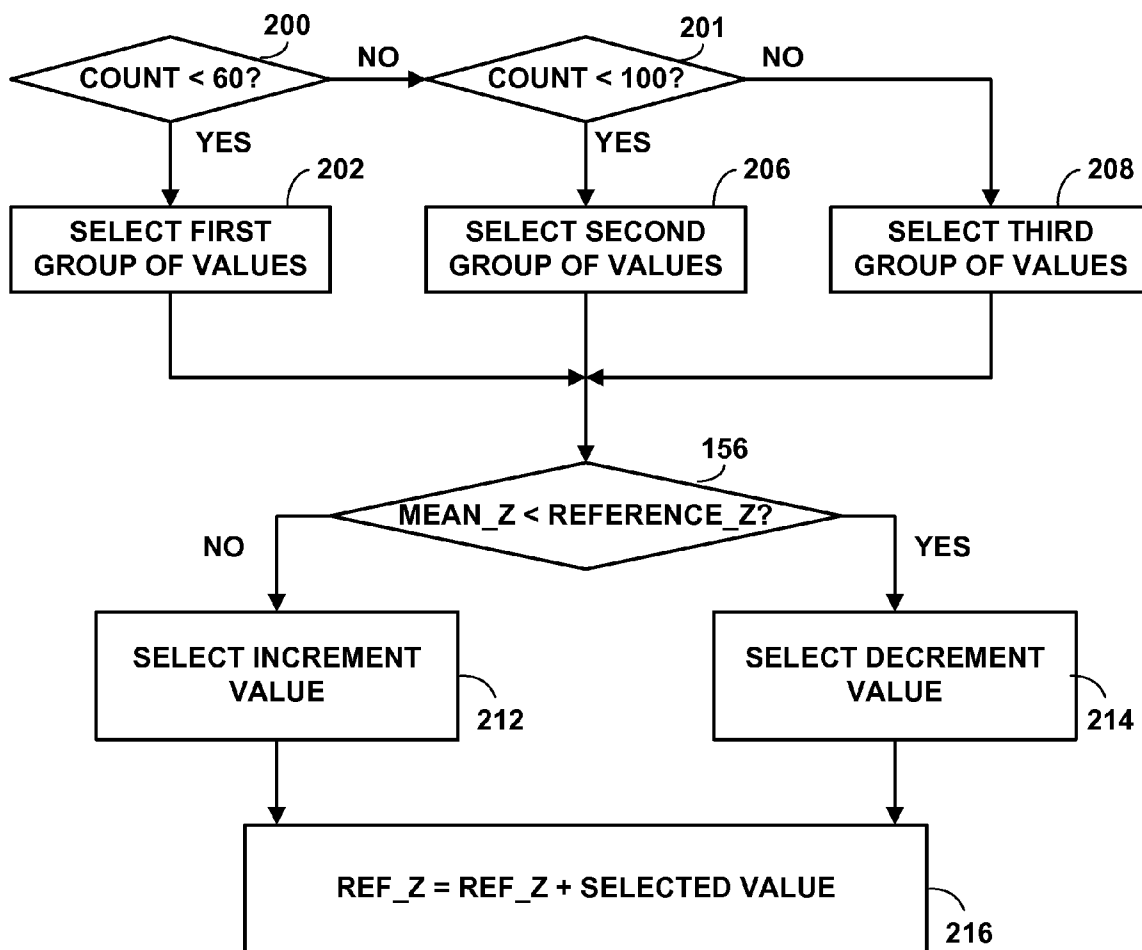 200
NO
201
NO
COUNT < 60?
COUNT < 100?
YES
YES
202
206
208
SELECT FIRST
GROUP OF VALUES
SELECT SECOND
GROUP OF VALUES
SELECT THIRD
GROUP OF VALUES
156
MEAN_Z < REFERENCE_Z?
NO
YES
SELECT INCREMENT
VALUE
212
SELECT DECREMENT
VALUE
214
REF_Z = REF_Z + SELECTED VALUE
216